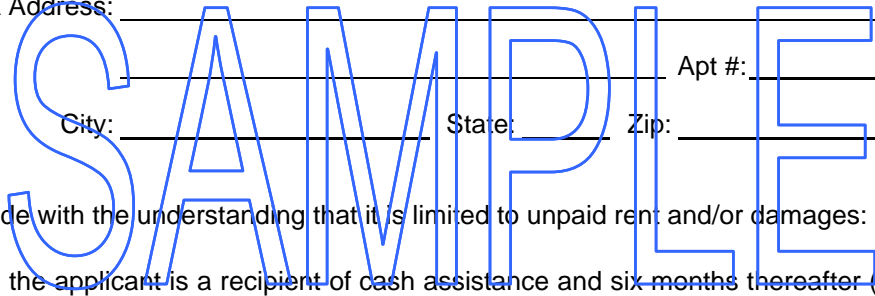 Address:
Apt #:
City: State: Zip:
de with the understanding that it is limited to unpaid rent and/or damages:
the applicant is a recipient of cash assistance and six months thereafter (
SAMPLE